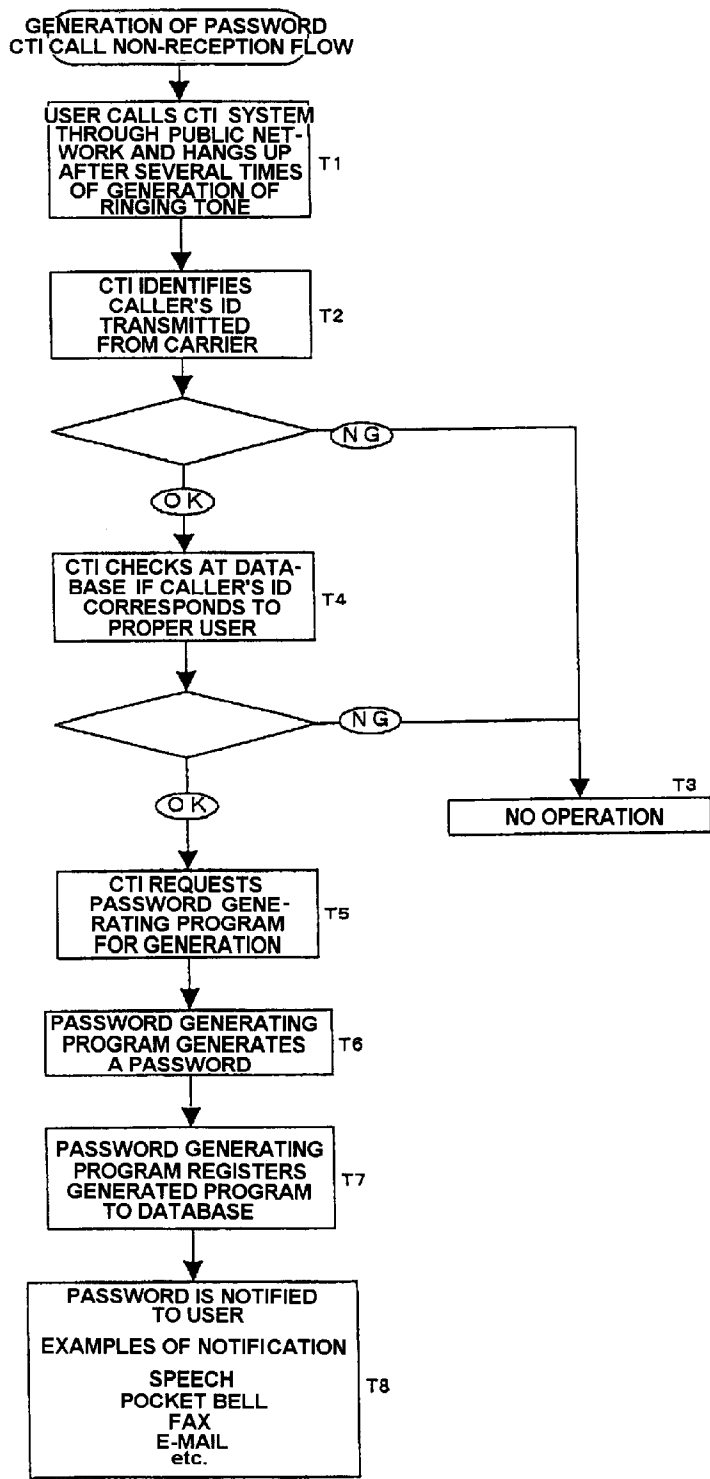 GENERATION OF PASSWORD
CTI CALL NON-RECEPTION FLOW
USER CALLS CTI SYSTEM
THROUGH PUBLIC NET-
WORK AND HANGS UP
AFTER SEVERAL TIMES
OF GENERATION OF
RINGING TONE
T1
CTI IDENTIFIES
CALLER'S ID
TRANSMITTED
FROM CARRIER
T2
NG
OK
CTI CHECKS AT DATA-
BASE IF CALLER'S ID
CORRESPONDS TO
PROPER USER
T4
NG
OK
T3
NO OPERATION
CTI REQUESTS
PASSWORD GENE-
RATING PROGRAM
FOR GENERATION
T5
PASSWORD GENERATING
PROGRAM GENERATES
A PASSWORD
T6
PASSWORD GENERATING
PROGRAM REGISTERS
GENERATED PROGRAM
TO DATABASE
T7
PASSWORD IS NOTIFIED
TO USER
EXAMPLES OF NOTIFICATION
SPEECH
POCKET BELL
FAX
E-MAIL
etc.
T8